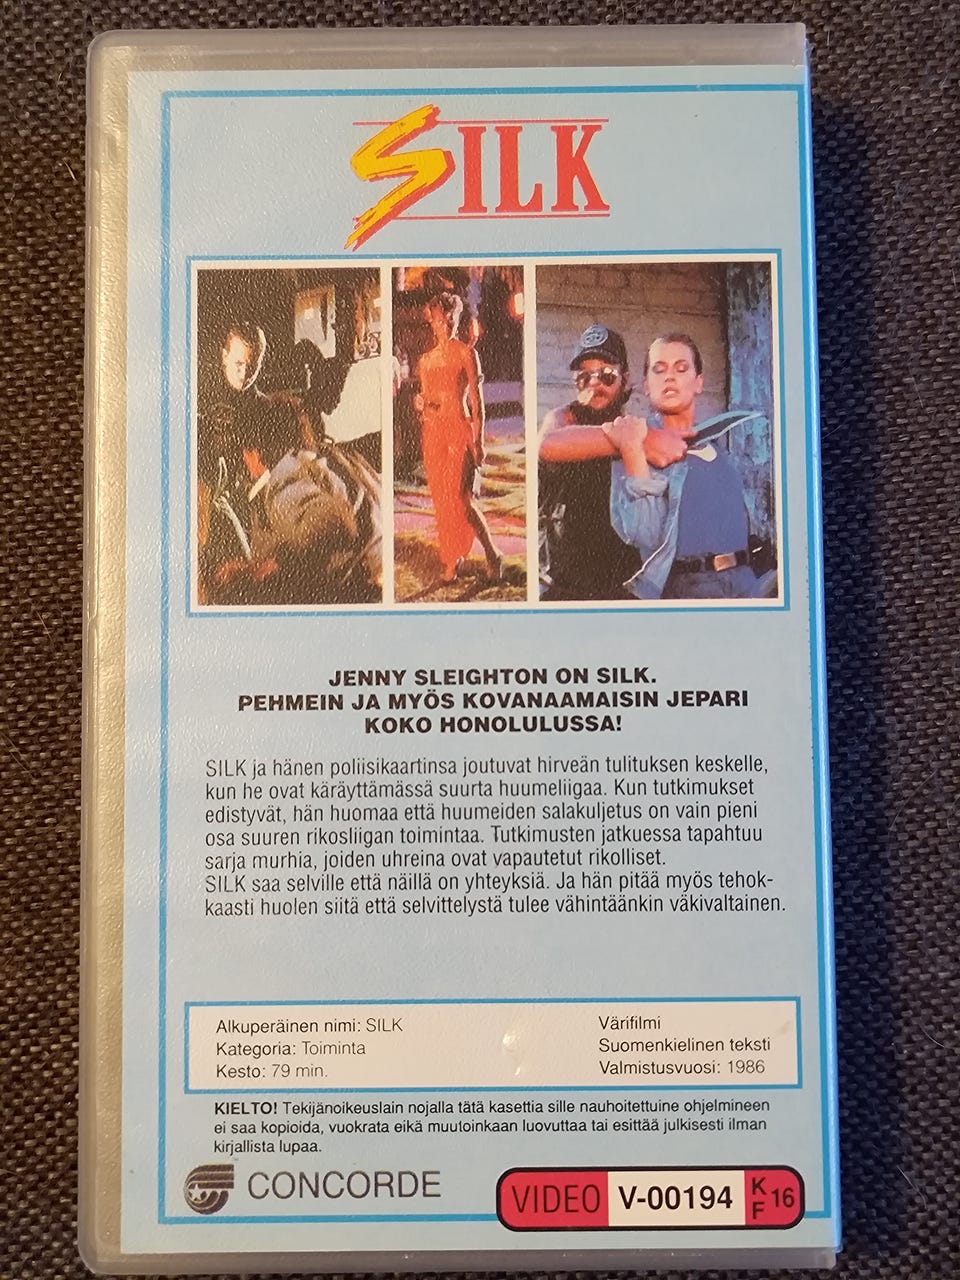 SILK
JENNY SLEIGHTON ON SILK.
PEHMEIN JA MYÖS KOVANAAMAISIN JEPARI
KOKO HONOLULUSSA!
SILK ja hänen poliisikaartinsa joutuvat hirveän tulituksen keskelle,
kun he ovat käräyttämässä suurta huumeliigaa. Kun tutkimukset
edistyvät, hän huomaa että huumeiden salakuljetus on vain pieni
osa suuren rikosliigan toimintaa. Tutkimusten jatkuessa tapahtuu
sarja murhia, joiden uhreina ovat vapautetut rikolliset.
SILK saa selville että näillä on yhteyksiä. Ja hän pitää myös tehok-
kaasti huolen siitä että selvittelystä tulee vähintäänkin väkivaltainen.
Alkuperäinen nimi: SILK
Kategoria: Toiminta
Kesto: 79 min.
Värifilmi
Suomenkielinen teksti
Valmistusvuosi: 1986
KIELTO! Tekijänoikeuslain nojalla tätä kasettia sille nauhoitettuine ohjelmineen
ei saa kopioida, vuokrata eikä muutoinkaan luovuttaa tai esittää julkisesti ilman
kirjallista lupaa.
CONCORDE
VIDEO V-00194 KF 16